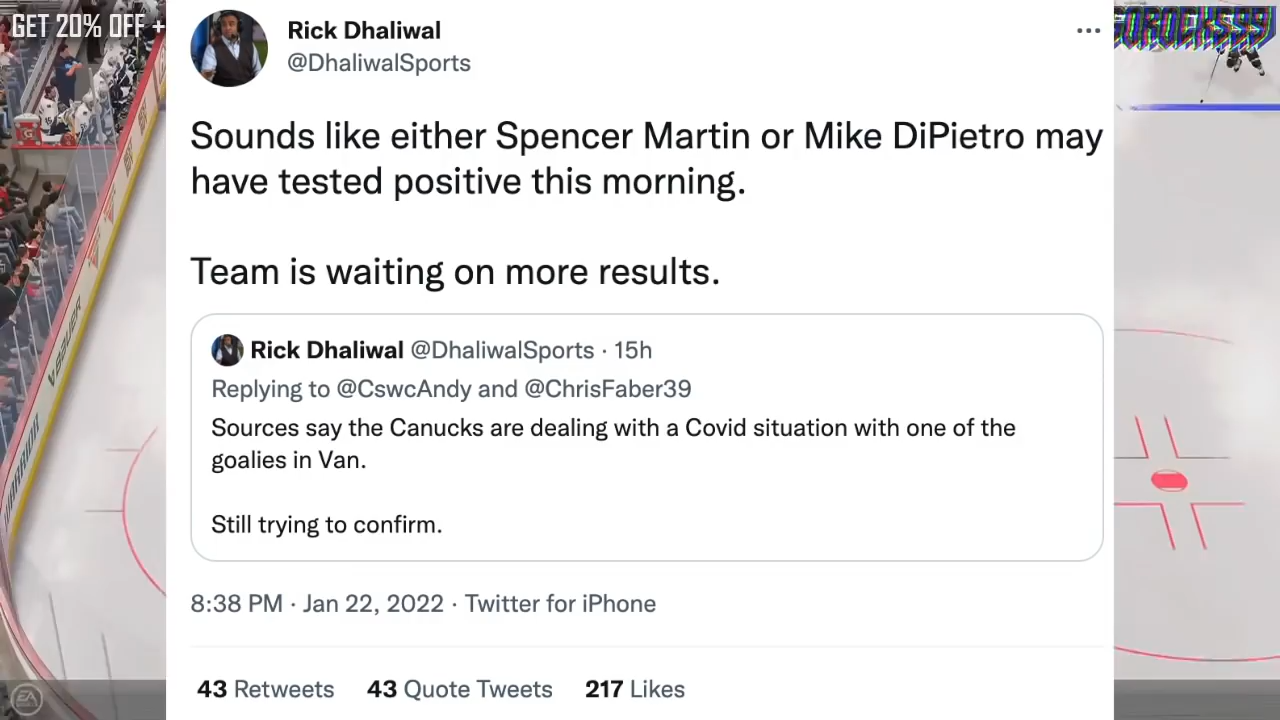 GET 20% OFF +
Rick Dhaliwal
@DhaliwalSports
Sounds like either Spencer Martin or Mike DiPietro may
have tested positive this morning.
Team is waiting on more results.
Rick Dhaliwal @DhaliwalSports · 15h
Replying to @CswcAndy and @ChrisFaber39
Sources say the Canucks are dealing with a Covid situation with one of the
goalies in Van.
Still trying to confirm.
8:38 PM · Jan 22, 2022 · Twitter for iPhone
43 Retweets 43 Quote Tweets 217 Likes
BAUER
EA